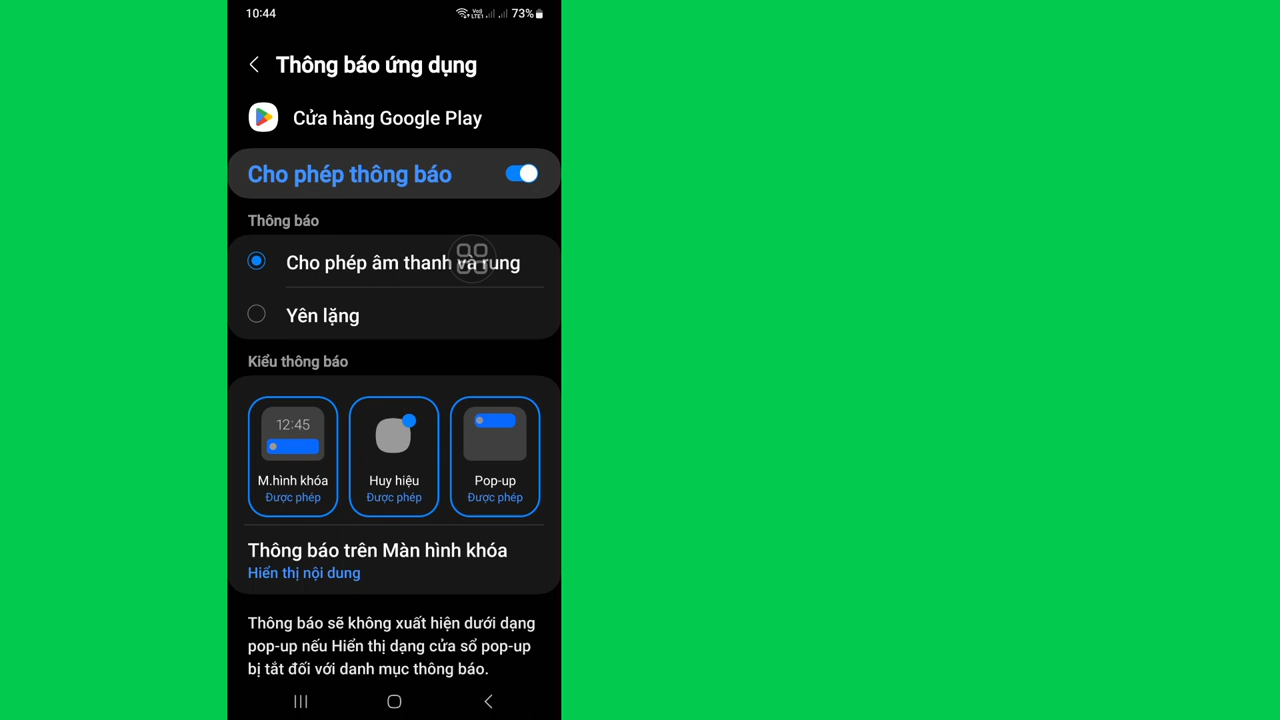 10:44
Vo) LTE1
73%
Thông báo ứng dụng
Cửa hàng Google Play
Cho phép thông báo
Thông báo
Cho phép âm thanh và rung
Yên lặng
Kiểu thông báo
12:45
M.hình khóa
Huy hiệu
Pop-up
Được phép
Được phép
Được phép
Thông báo trên Màn hình khóa
Hiển thị nội dung
Thông báo sẽ không xuất hiện dưới dạng
pop-up nếu Hiển thị dạng cửa sổ pop-up
bị tắt đối với danh mục thông báo.